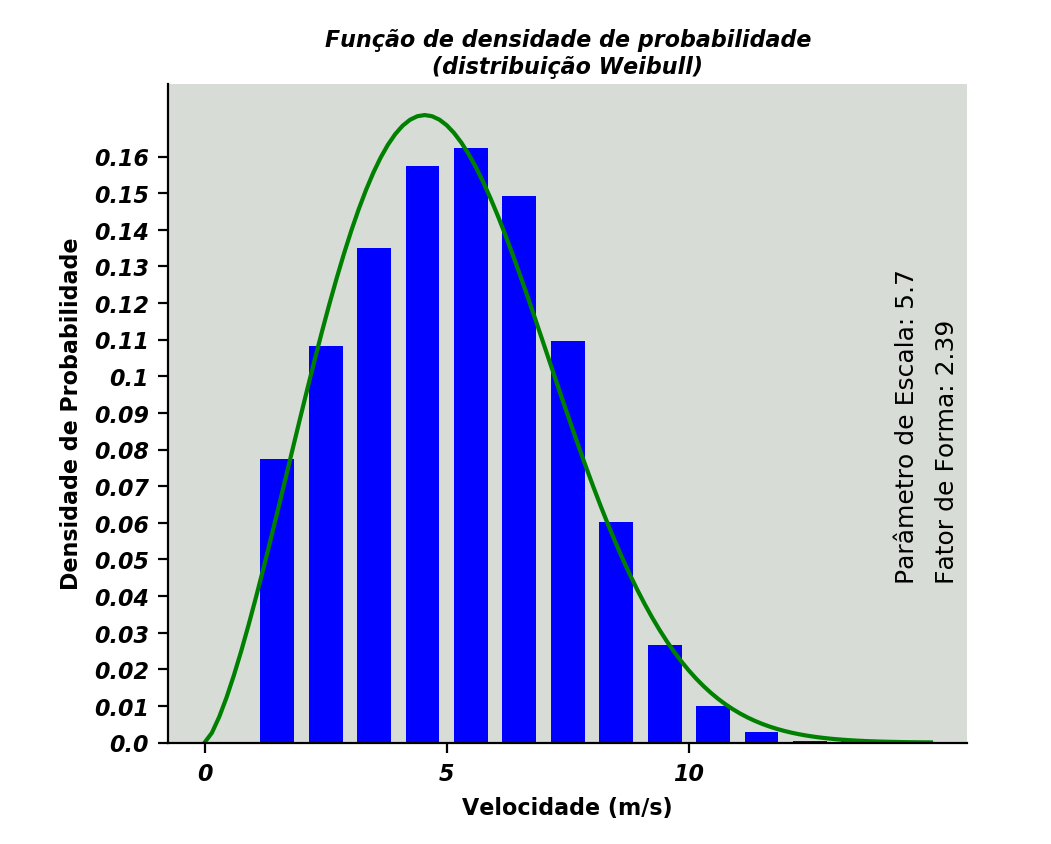 Função de densidade de probabilidade
(distribuição Weibull)
Densidade de Probabilidade
0.16
0.15
0.14
0.13
0.12
0.11
0.1
0.09
0.08
0.07
0.06
0.05
0.04
0.03
0.02
0.01
0.0
Parâmetro de Escala: 5.7
Fator de Forma: 2.39
0 5 10
Velocidade (m/s)